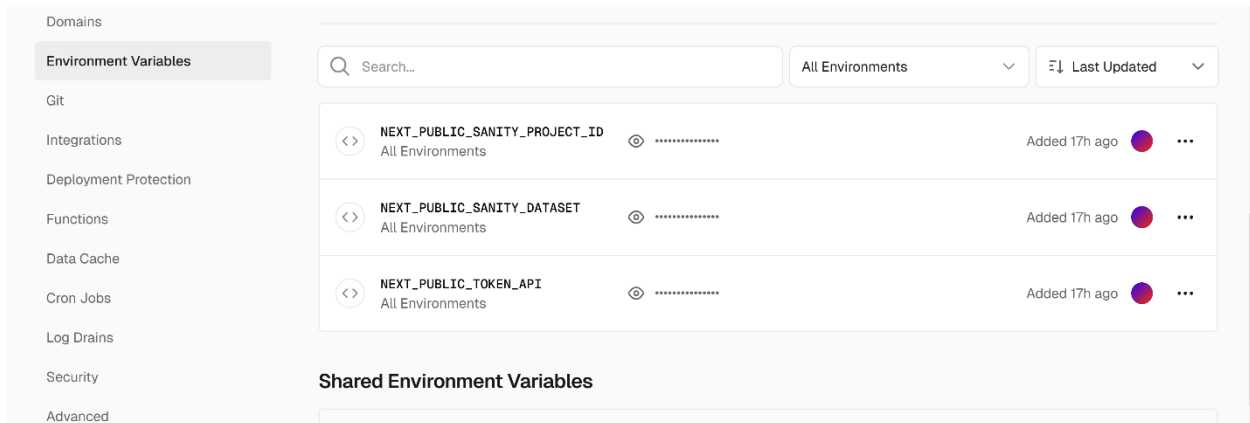 Domains
Environment Variables
Git
Integrations
Deployment Protection
Functions
Data Cache
Cron Jobs
Log Drains
Security
Advanced
Search...
All Environments
Last Updated
NEXT_PUBLIC_SANITY_PROJECT_ID
All Environments
•••••••••••••••
Added 17h ago
NEXT_PUBLIC_SANITY_DATASET
All Environments
•••••••••••••••
Added 17h ago
NEXT_PUBLIC_TOKEN_API
All Environments
•••••••••••••••
Added 17h ago
Shared Environment Variables